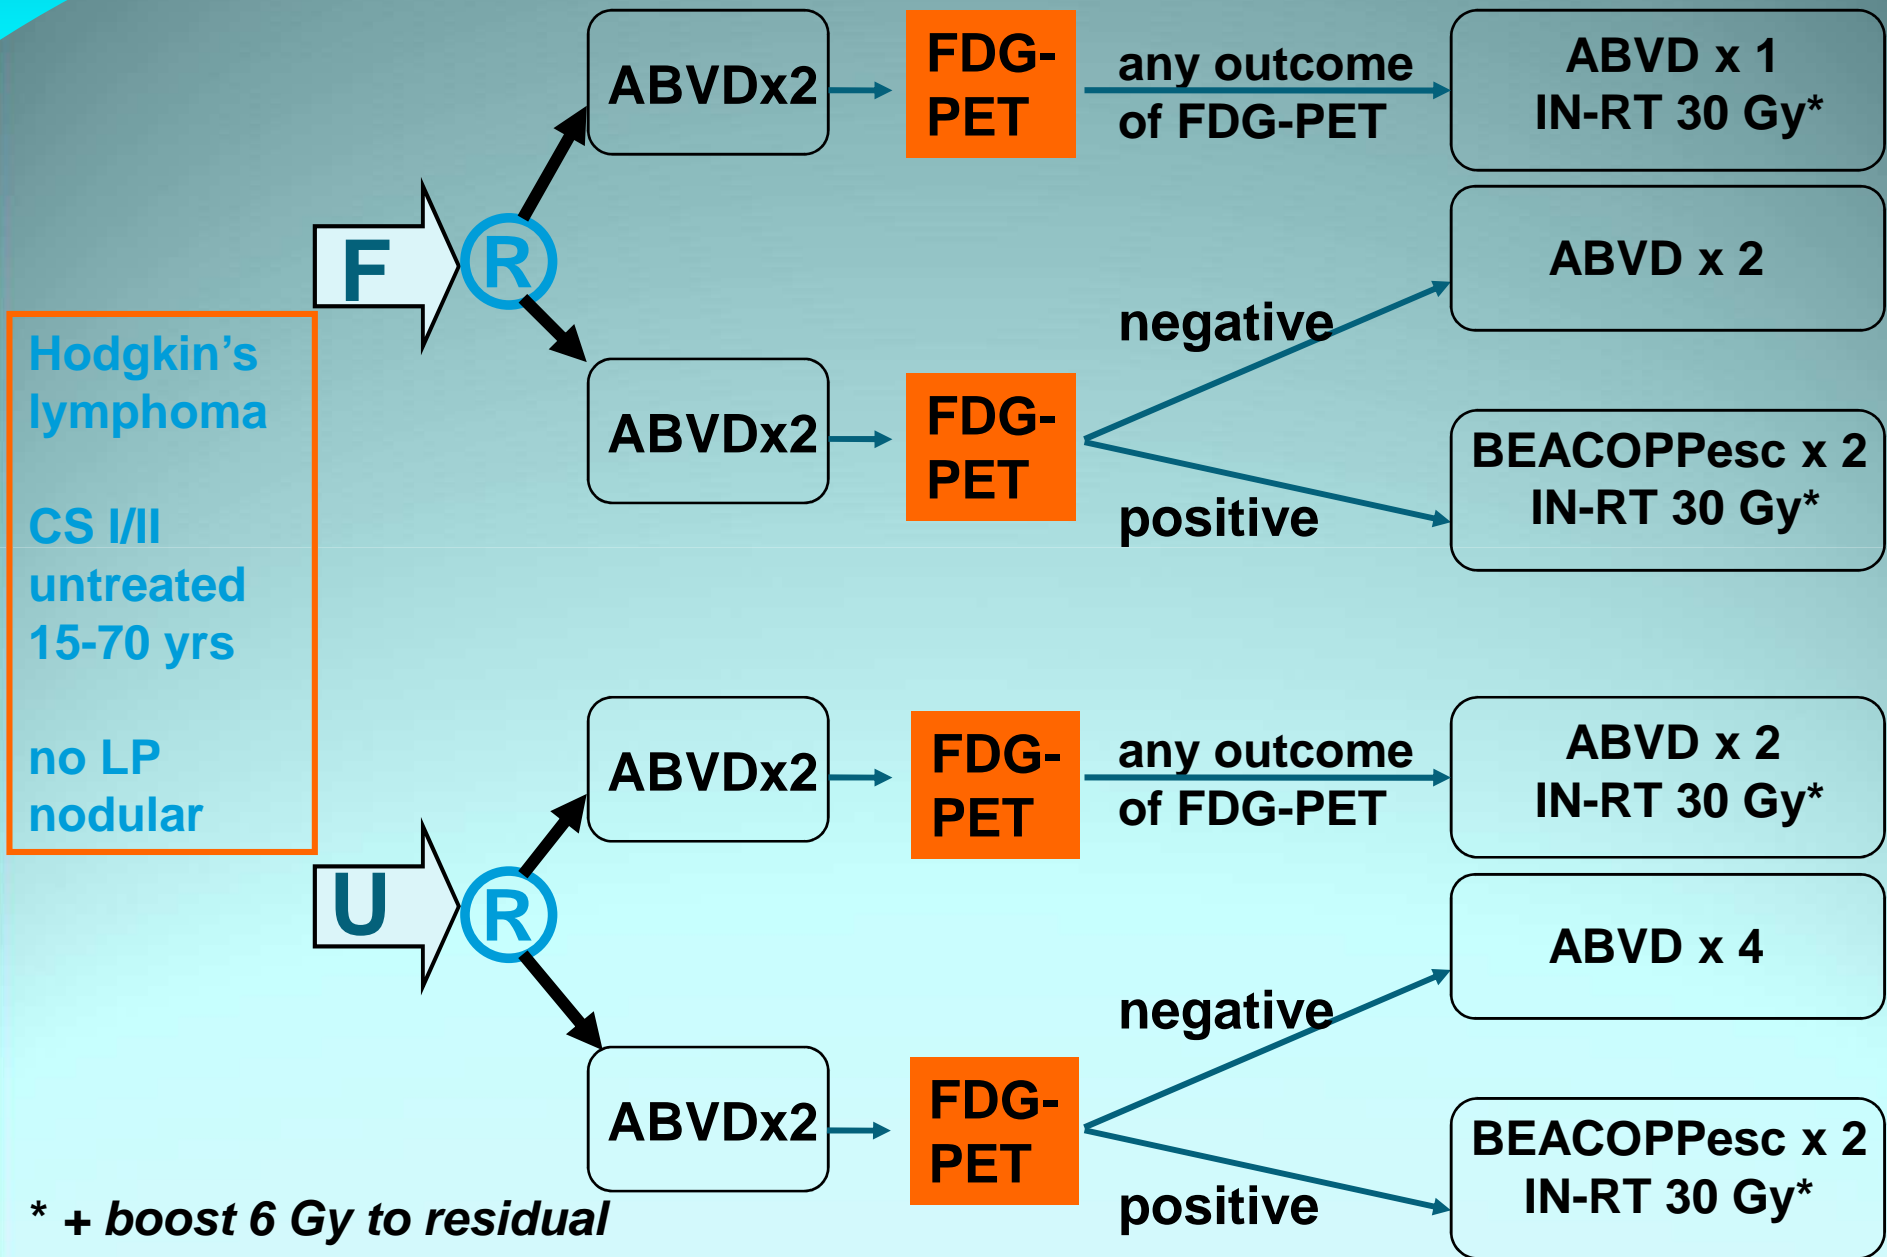 Hodgkin’s
lymphoma
CS I/II
untreated
15-70 yrs
no LP
nodular
F
R
ABVDx2
FDG-
PET
any outcome
of FDG-PET
ABVD x 1
IN-RT 30 Gy*
ABVDx2
FDG-
PET
negative
ABVD x 2
positive
BEACOPPesc x 2
IN-RT 30 Gy*
U
R
ABVDx2
FDG-
PET
any outcome
of FDG-PET
ABVD x 2
IN-RT 30 Gy*
ABVDx2
FDG-
PET
negative
ABVD x 4
positive
BEACOPPesc x 2
IN-RT 30 Gy*
* + boost 6 Gy to residual